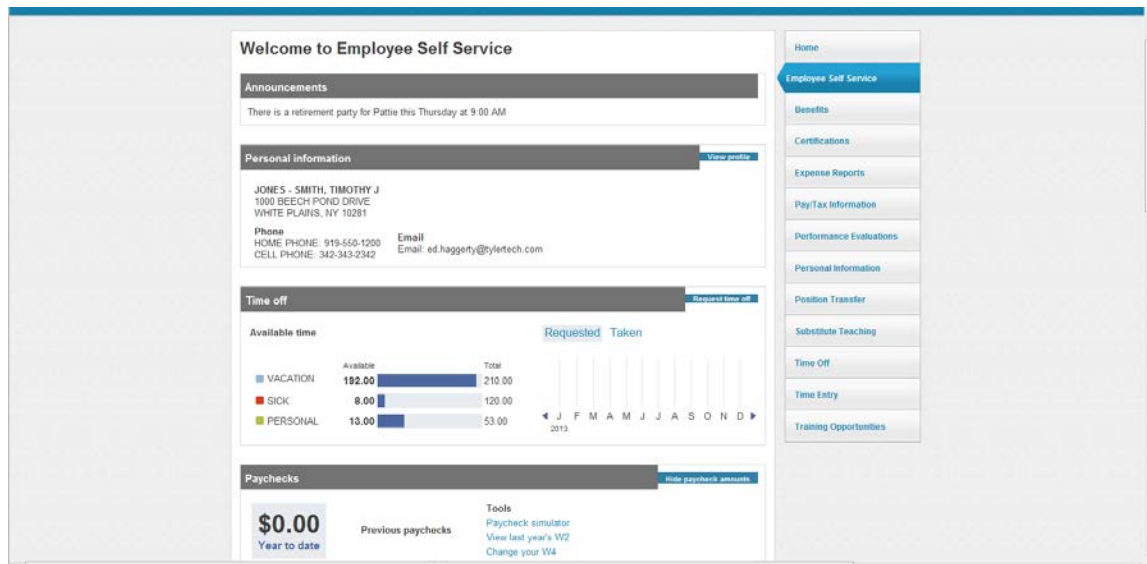 Welcome to Employee Self Service
Announcements
There is a retirement party for Pattie this Thursday at 9:00 AM
Personal information
View profile
JONES - SMITH, TIMOTHY J
1000 BEECH POND DRIVE
WHITE PLAINS, NY 10281
Phone
HOME PHONE: 919-550-1200
CELL PHONE: 342-343-2342
Email
Email: ed.haggerty@tylertech.com
Time off
Request time off
Available time
Requested Taken
Available Total
VACATION 192.00 210.00
SICK 8.00 120.00
PERSONAL 13.00 53.00
J F M A M J J A S O N D
2013
Paychecks
Hide paycheck amounts
$0.00
Year to date
Previous paychecks
Tools
Paycheck simulator
View last year's W2
Change your W4
Home
Employee Self Service
Benefits
Certifications
Expense Reports
Pay/Tax Information
Performance Evaluations
Personal Information
Position Transfer
Substitute Teaching
Time Off
Time Entry
Training Opportunities